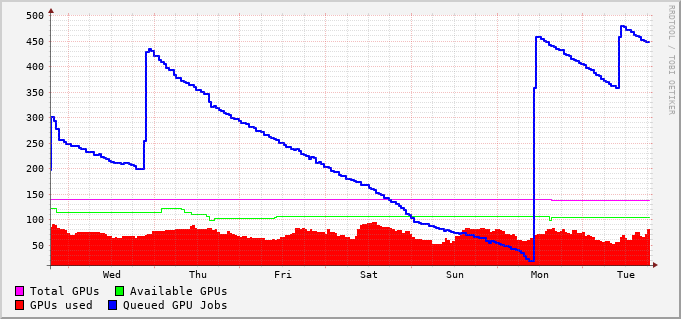 500
450
400
350
300
250
200
150
100
50
Wed Thu Fri Sat Sun Mon Tue
Total GPUs Available GPUs
GPUs used Queued GPU Jobs
RRDTOOL / TOBI OETIKER